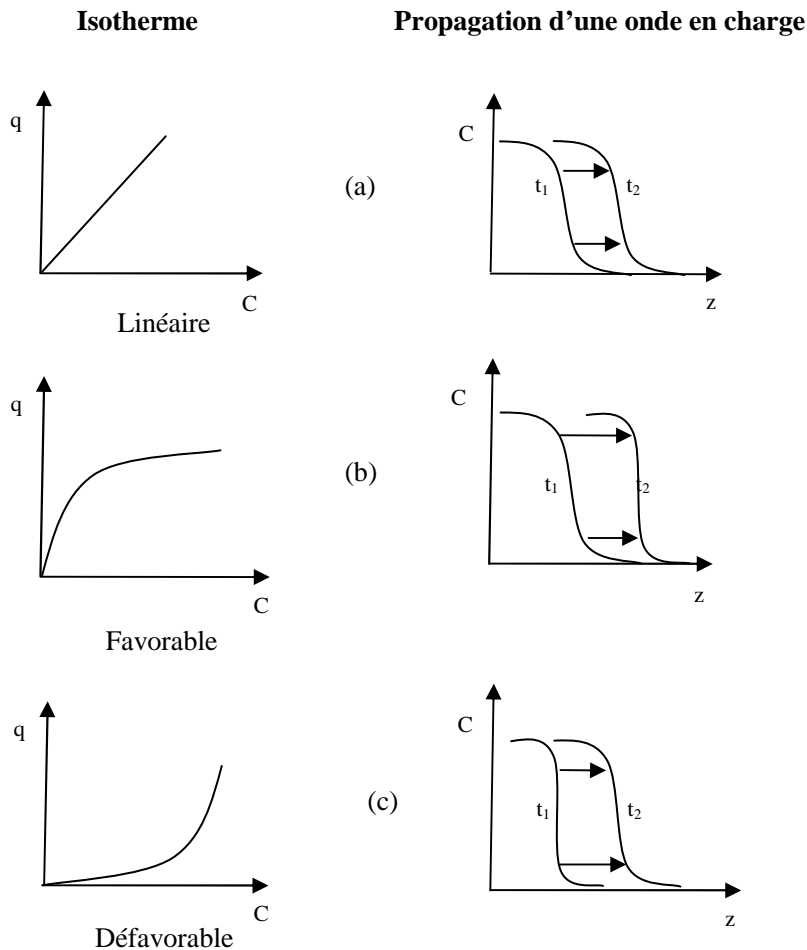 Isotherme
Propagation d'une onde en charge
q
C
Linéaire
(a)
C
t₁
t₂
z
q
C
Favorable
(b)
C
t₁
t₂
z
q
C
Défavorable
(c)
C
t₁
t₂
z